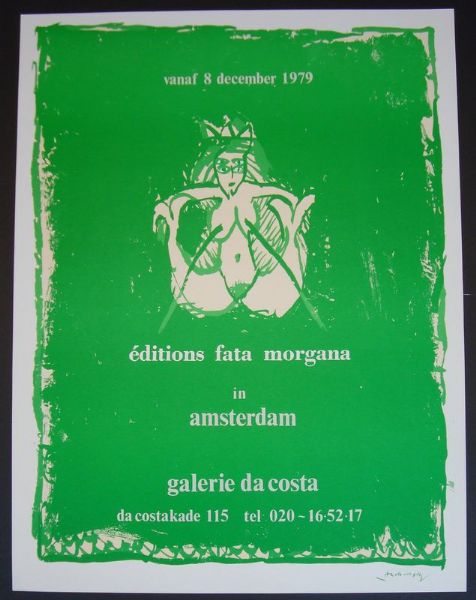 vanaf 8 december 1979
éditions fata morgana
in
amsterdam
galerie da costa
da costakade 115 tel 020-16·52·17